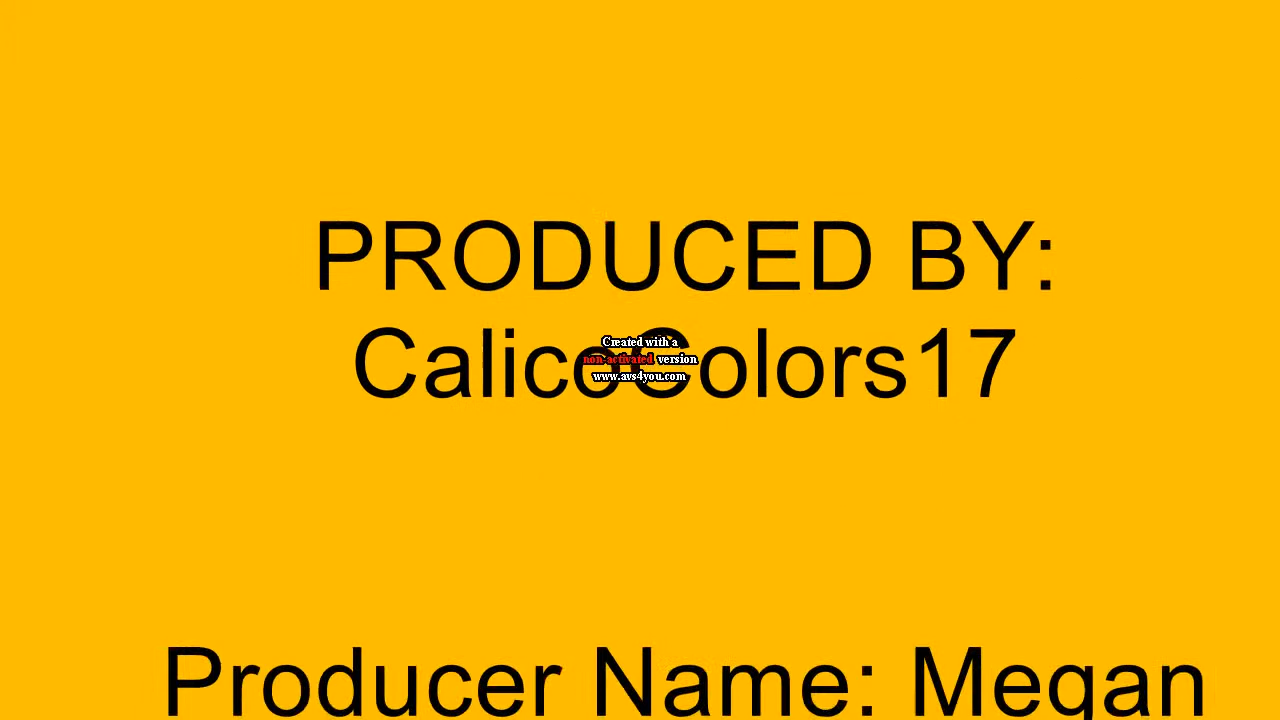 PRODUCED BY:
CalicoColors17
Created with a
non-activated version
www.avs4you.com
Producer Name: Megan